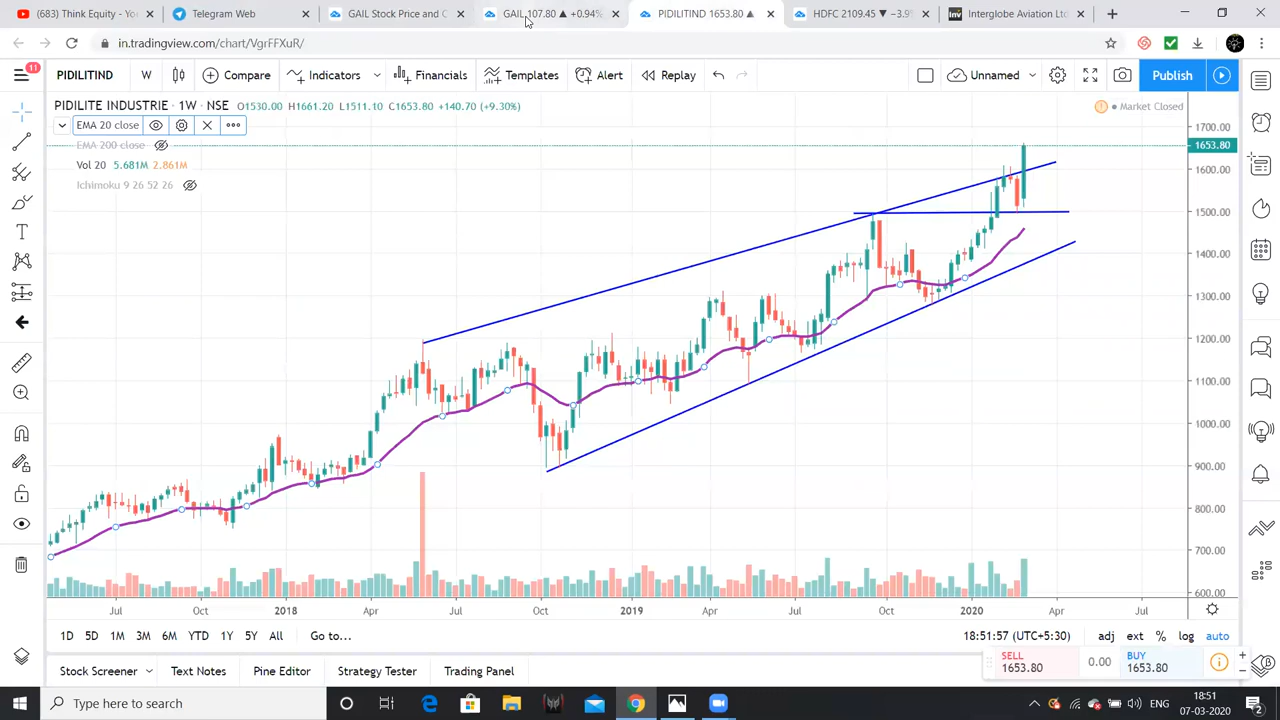 (683) Think Equity - Yo
Telegram Web
GAIL Stock Price and C
GAIL 107.80 ▲ +0.94%
PIDILITIND 1653.80 ▲
HDFC 2109.45 ▼ −3.9%
Interglobe Aviation Ltd
in.tradingview.com/chart/VgrFFXuR/
11
PIDILITIND W Compare Indicators Financials Templates Alert Replay Unnamed Publish
PIDILITE INDUSTRIE · 1W · NSE O1530.00 H1661.20 L1511.10 C1653.80 +140.70 (+9.30%)
Market Closed
EMA 20 close
EMA 200 close
Vol 20 5.681M 2.861M
Ichimoku 9 26 52 26
1700.00
1653.80
1600.00
1500.00
1400.00
1300.00
1200.00
1100.00
1000.00
900.00
800.00
700.00
600.00
Jul Oct 2018 Apr Jul Oct 2019 Apr Jul Oct 2020 Apr Jul
1D 5D 1M 3M 6M YTD 1Y 5Y All Go to...
18:51:57 (UTC+5:30) adj ext % log auto
SELL
1653.80
0.00
BUY
1653.80
Stock Screener Text Notes Pine Editor Strategy Tester Trading Panel
Type here to search
ENG
18:51
07-03-2020
2